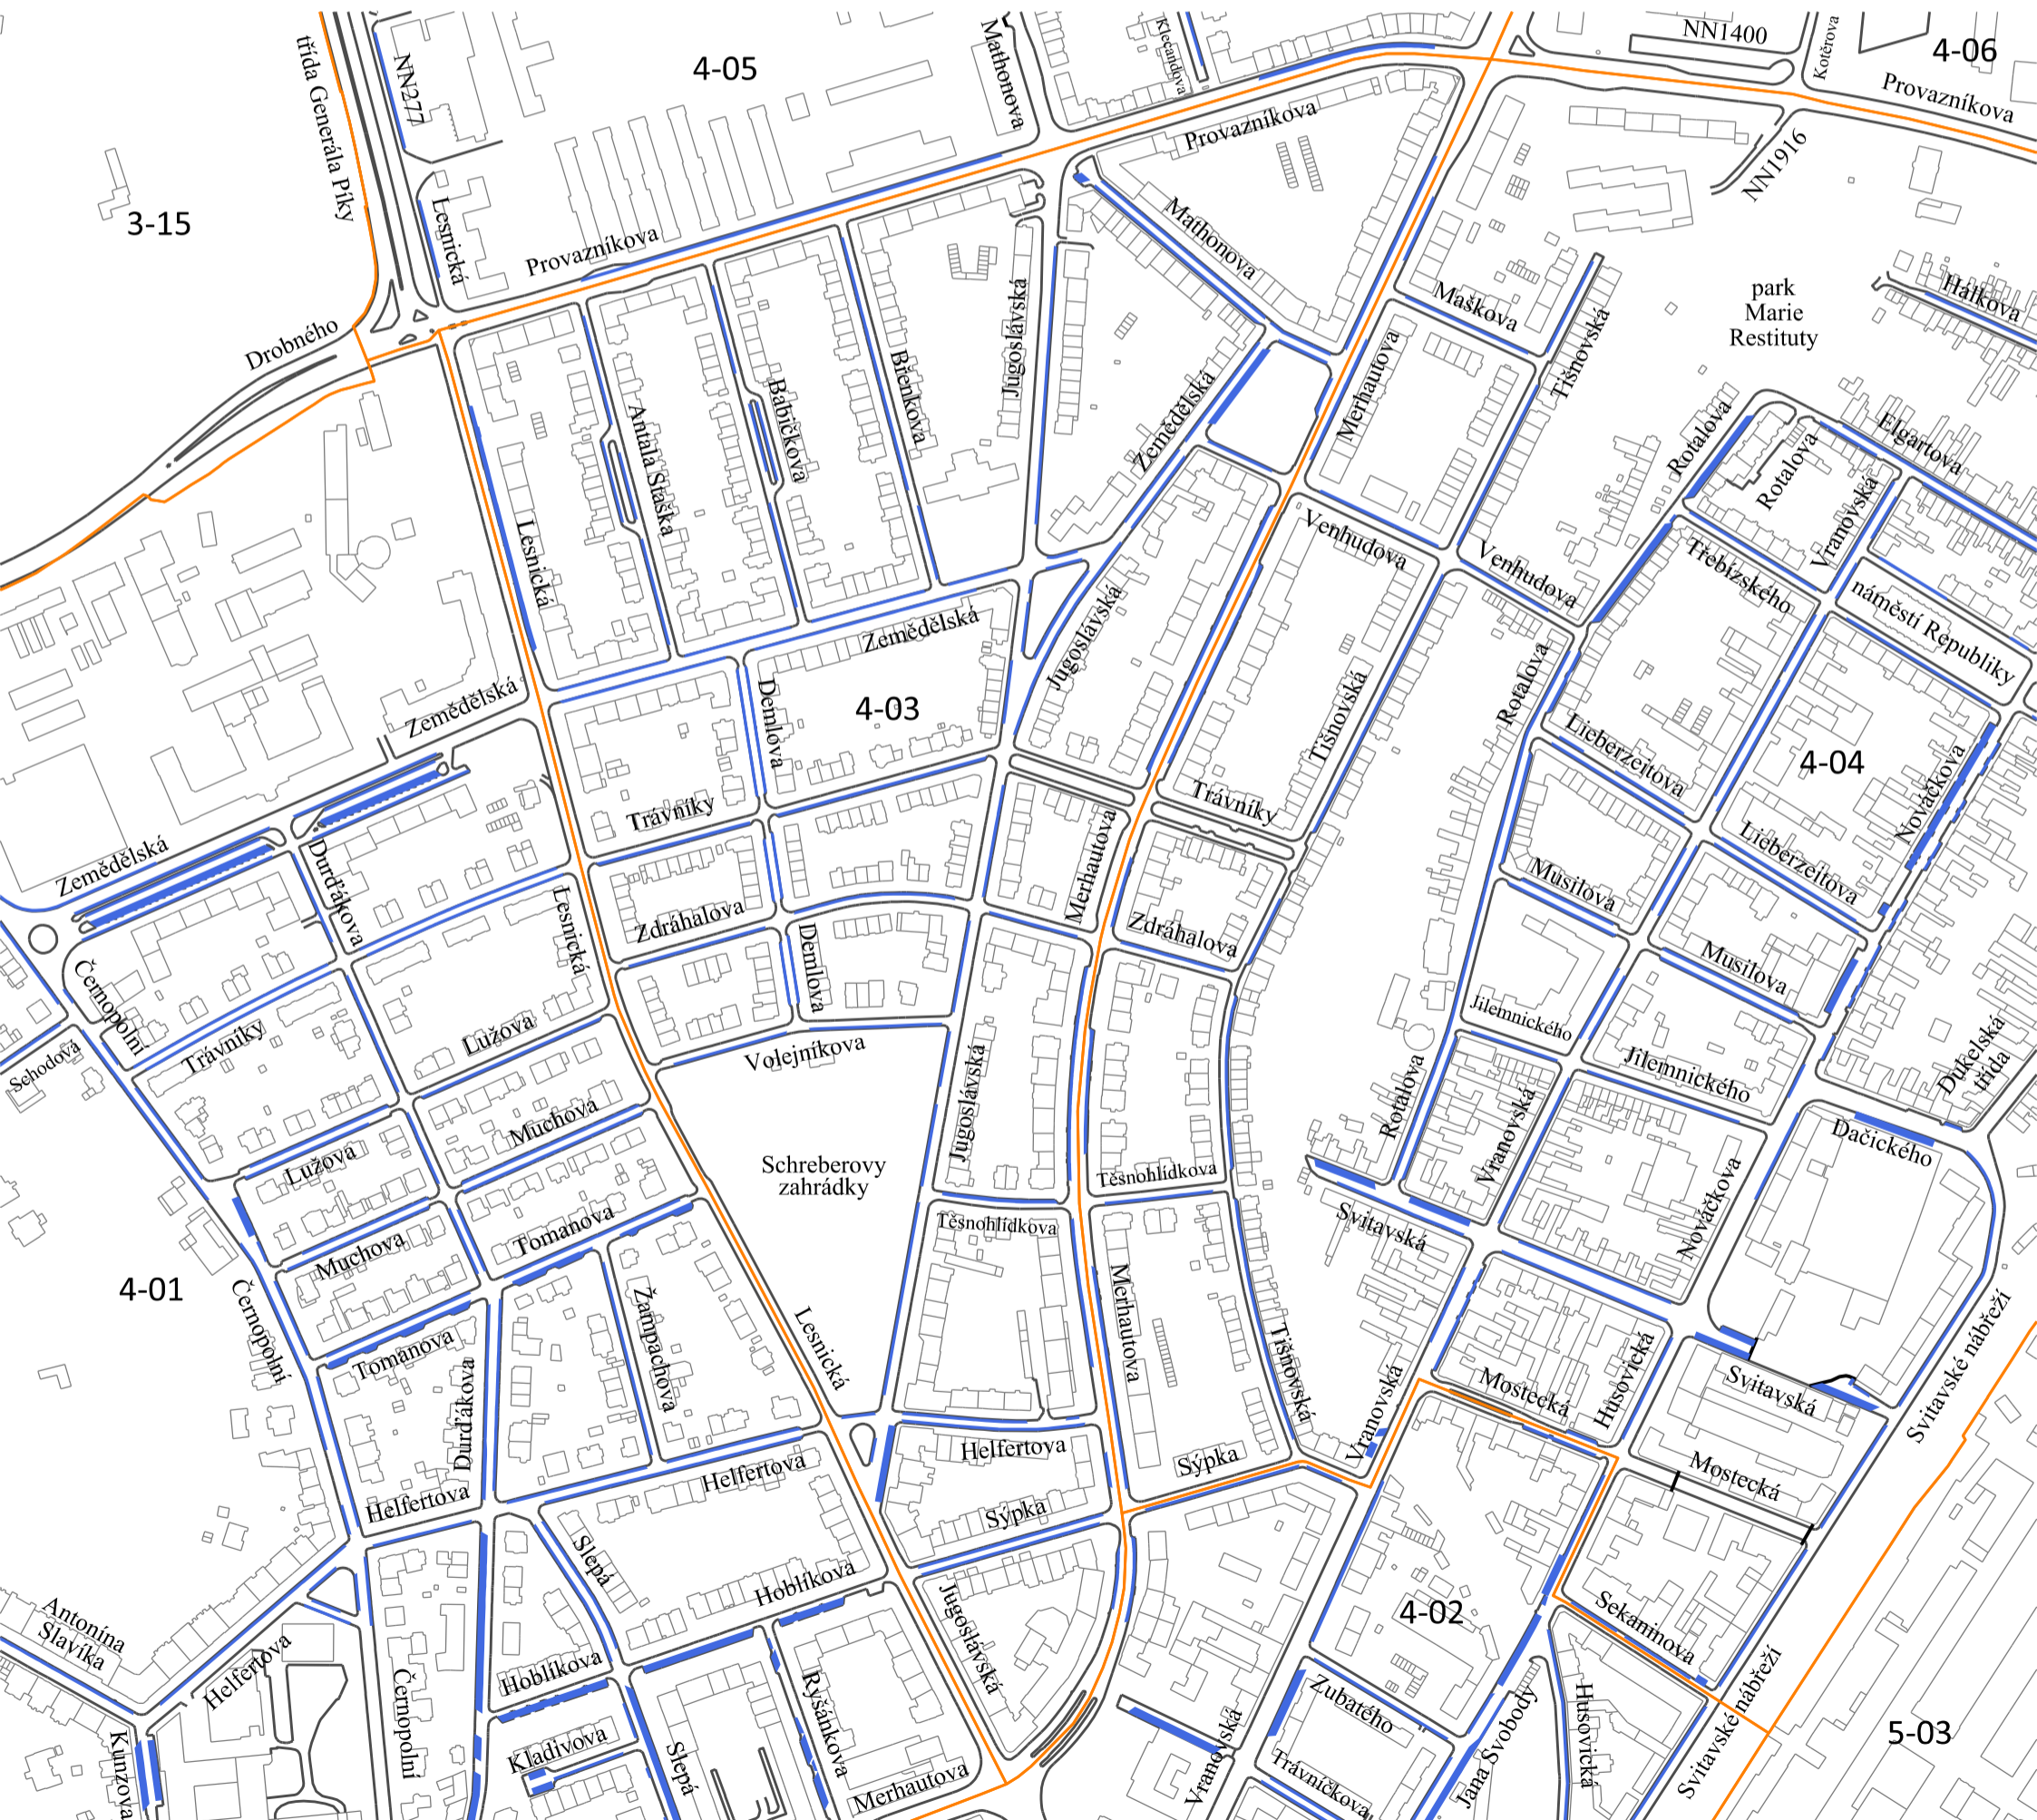 třída Generála Píky
NN277
4-05
Mathonova
Klečandova
NN1400
Kotěrova
4-06
Provazníkova
Provazníkova
NN1916
3-15
Lesnická
Provazníkova
Mathonova
Drobného
Jugoslávská
Maškova
park
Marie
Restituty
Hálkova
Tišnovská
Merhautova
Břenkova
Babičkova
Antala Staška
Zemědělská
Rotalova
Rotalova
Elgartova
Vranovská
Lesnická
Venhudova
Venhudova
Třebízského
náměstí Republiky
Jugoslávská
Zemědělská
Zemědělská
Demlova
4-03
Tišnovská
Rotalova
Lieberzeitova
4-04
Nováčkova
Trávníky
Trávníky
Zemědělská
Durďákova
Lesnická
Merhautova
Lieberzeitova
Musilova
Zdráhalova
Demlova
Zdráhalova
Musilova
Černopolní
Trávníky
Lužova
Volejníkova
Schodová
Jilemnického
Jilemnického
Dukelská
třída
Muchova
Jugoslávská
Rotalova
Vranovská
Dačického
Lužova
Schreberovy
zahrádky
Těsnohlídkova
Těsnohlídkova
Nováčkova
Tomanova
Muchova
Svitavská
4-01
Černopolní
Žampachova
Lesnická
Merhautova
Tišnovská
Tomanova
Durďákova
Mostecká
Husovická
Svitavská
Svitavské nábřeží
Vranovská
Helfertova
Helfertova
Helfertova
Sýpka
Sýpka
Mostecká
Slepá
Hoblíkova
Jugoslávská
4-02
Sekaninova
Antonína
Slavíka
Helfertova
Hoblíkova
Černopolní
Ryšánkova
Zubatého
Husovická
Jana Svobody
Svitavské nábřeží
5-03
Kunzova
Kladivova
Slepá
Merhautova
Vranovská
Trávníčkova